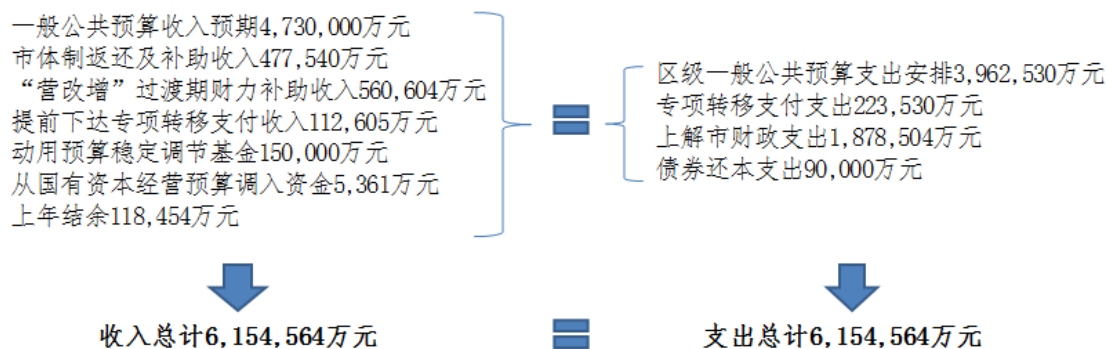 一般公共预算收入预期4,730,000万元
市体制返还及补助收入477,540万元
“营改增”过渡期财力补助收入560,604万元
提前下达专项转移支付收入112,605万元
动用预算稳定调节基金150,000万元
从国有资本经营预算调入资金5,361万元
上年结余118,454万元
区级一般公共预算支出安排3,962,530万元
专项转移支付支出223,530万元
上解市财政支出1,878,504万元
债券还本支出90,000万元
收入总计6,154,564万元
支出总计6,154,564万元